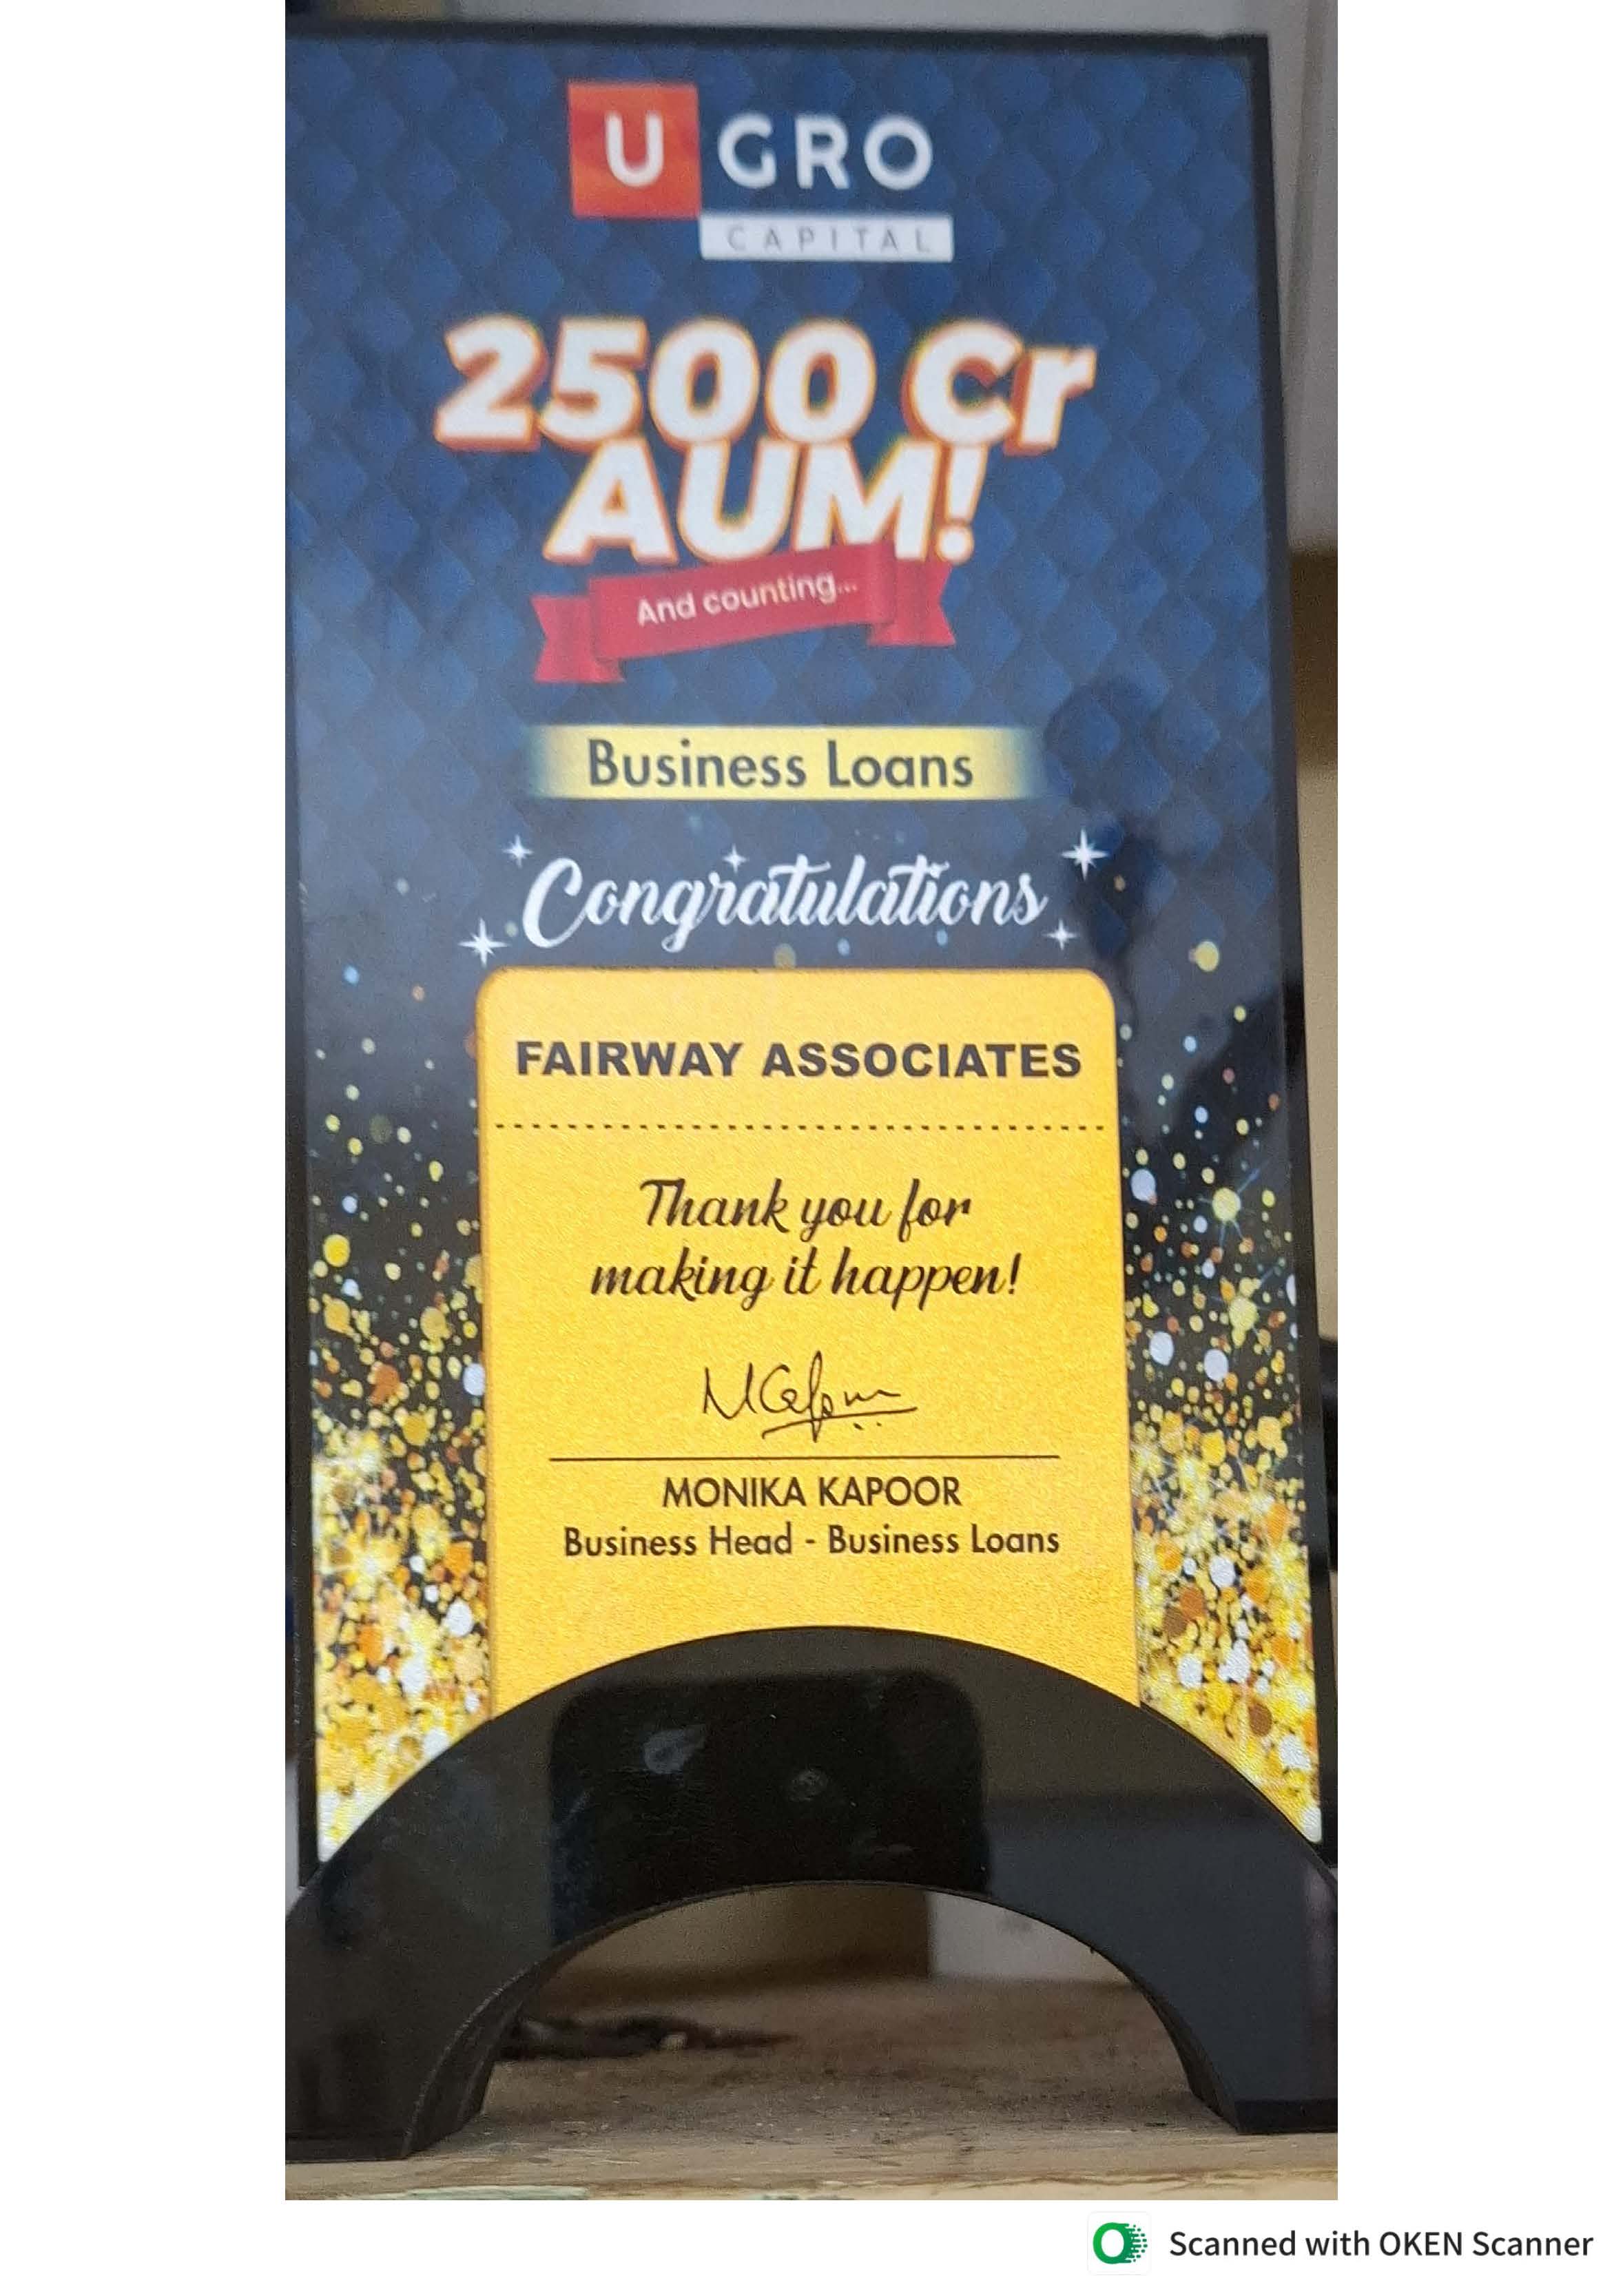 U GRO
CAPITAL
2500 Cr
AUM!
And counting...
Business Loans
Congratulations
FAIRWAY ASSOCIATES
Thank you for
making it happen!
MONIKA KAPOOR
Business Head - Business Loans
Scanned with OKEN Scanner